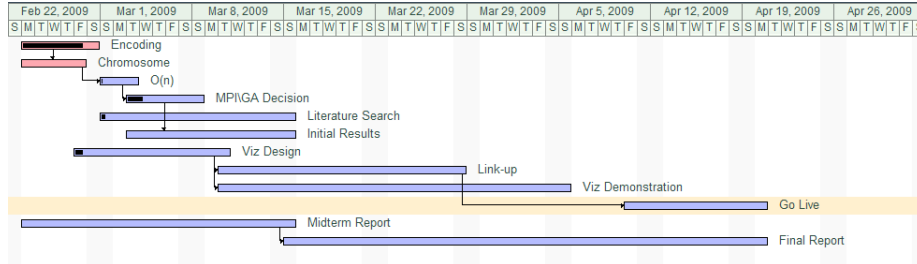 Feb 22, 2009 Mar 1, 2009 Mar 8, 2009 Mar 15, 2009 Mar 22, 2009 Mar 29, 2009 Apr 5, 2009 Apr 12, 2009 Apr 19, 2009 Apr 26, 2009
S M T W T F S S M T W T F S S M T W T F S S M T W T F S S M T W T F S S M T W T F S S M T W T F S S M T W T F S S M T W T F S S M T W T F S
Encoding
Chromosome
O(n)
MPI\GA Decision
Literature Search
Initial Results
Viz Design
Link-up
Viz Demonstration
Go Live
Midterm Report
Final Report